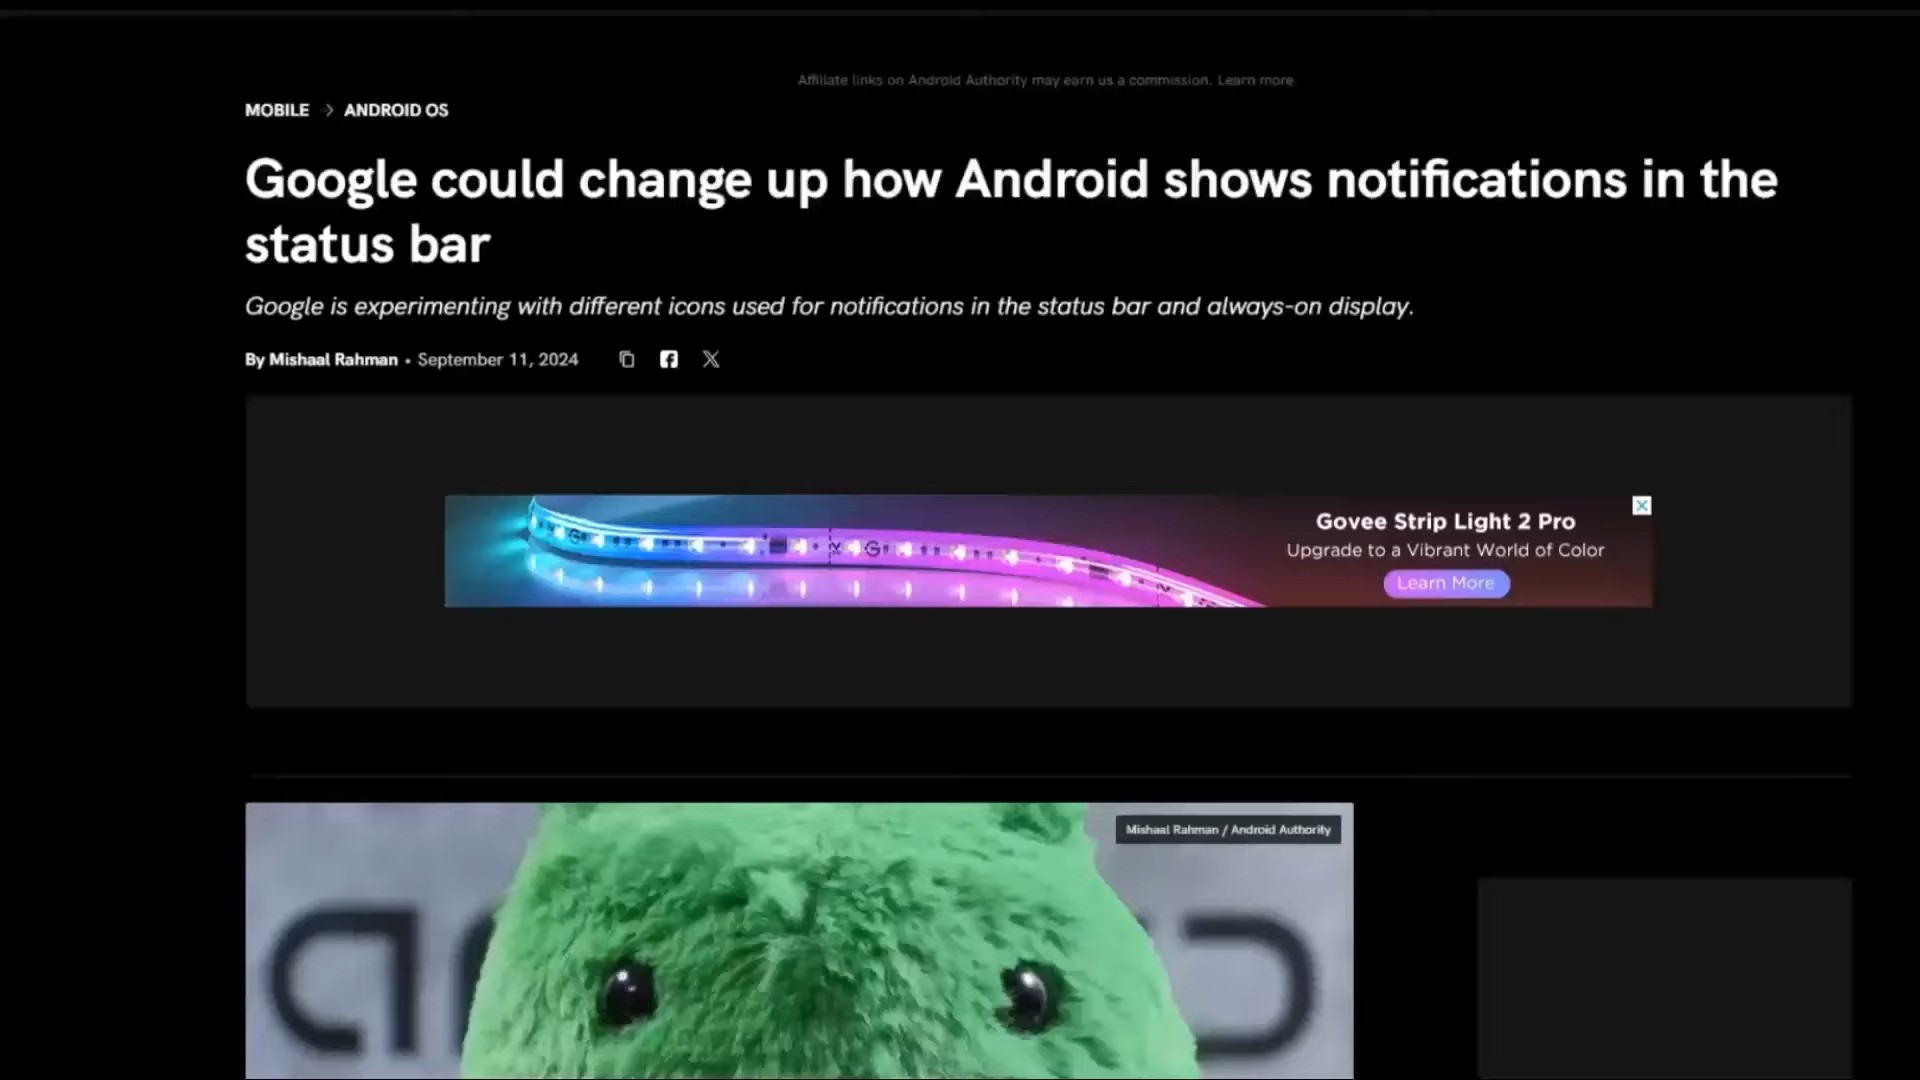 Affiliate links on Android Authority may earn us a commission. Learn more.
MOBILE > ANDROID OS
Google could change up how Android shows notifications in the
status bar
Google is experimenting with different icons used for notifications in the status bar and always-on display.
By Mishaal Rahman • September 11, 2024
Govee Strip Light 2 Pro
Upgrade to a Vibrant World of Color
Learn More
Mishaal Rahman / Android Authority